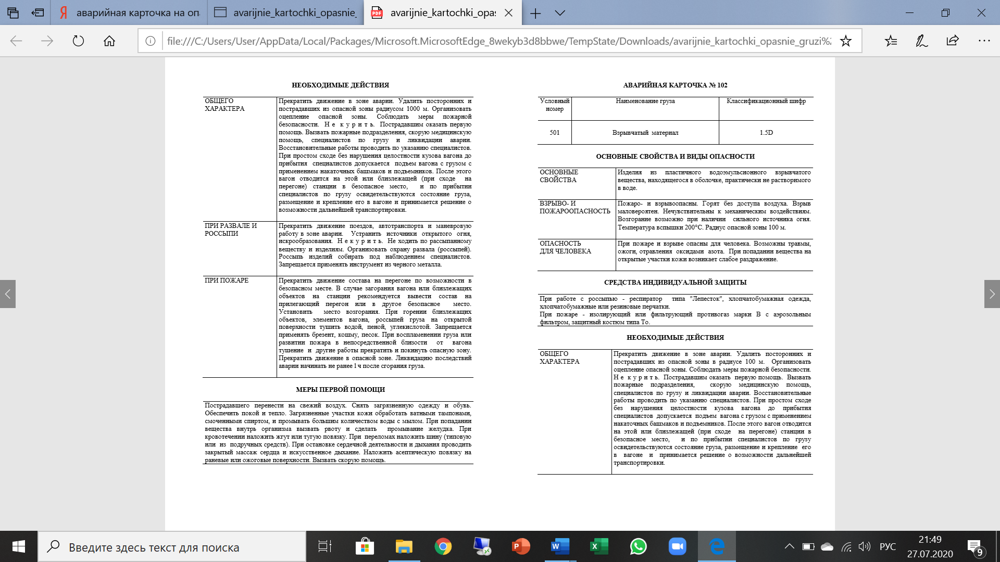 аварийная карточка на оп
avarijnie_kartochki_opasnie_
avarijnie_kartochki_opas
file:///C:/Users/User/AppData/Local/Packages/Microsoft.MicrosoftEdge_8wekyb3d8bbwe/TempState/Downloads/avarijnie_kartochki_opasnie_gruzi%2
НЕОБХОДИМЫЕ ДЕЙСТВИЯ
ОБЩЕГО
ХАРАКТЕРА
Прекратить движение в зоне аварии. Удалить посторонних и
пострадавших из опасной зоны радиусом 1000 м. Организовать
оцепление опасной зоны. Соблюдать меры пожарной
безопасности. Н е к у р и т ь. Пострадавшим оказать первую
помощь. Вызвать пожарные подразделения, скорую медицинскую
помощь, специалистов по грузу и ликвидации аварии.
Восстановительные работы проводить по указанию специалистов.
При простом сходе без нарушения целостности кузова вагона до
прибытия специалистов допускается подъем вагона с грузом с
применением накаточных башмаков и подъемников. После этого
вагон отводится на этой или близлежащей (при сходе на
перегоне) станции в безопасное место, и по прибытии
специалистов по грузу освидетельствуются состояние груза,
размещение и крепление его в вагоне и принимается решение о
возможности дальнейшей транспортировки.
ПРИ РАЗВАЛЕ И
РОССЫПИ
Прекратить движение поездов, автотранспорта и маневровую
работу в зоне аварии. Устранить источники открытого огня,
искрообразования. Н е к у р и т ь. Не ходить по рассыпанному
веществу и изделиям. Организовать охрану развала (россыпей).
Россыпь изделий собирать под наблюдением специалистов.
Запрещается применять инструмент из черного металла.
ПРИ ПОЖАРЕ
Прекратить движение состава на перегоне по возможности в
безопасном месте. В случае загорания вагона или близлежащих
объектов на станции рекомендуется вывести состав на
прилегающий перегон или в другое безопасное место.
Установить место возгорания. При горении близлежащих
объектов, элементов вагона, россыпей груза на открытой
поверхности тушить водой, пеной, углекислотой. Запрещается
применять брезент, кошму, песок. При воспламенении груза или
развитии пожара в непосредственной близости от вагона
тушение и другие работы прекратить и покинуть опасную зону.
Прекратить движение в опасной зоне. Ликвидацию последствий
аварии начинать не ранее 1 ч после сгорания груза.
МЕРЫ ПЕРВОЙ ПОМОЩИ
Пострадавшего перенести на свежий воздух. Снять загрязненную одежду и обувь.
Обеспечить покой и тепло. Загрязненные участки кожи обработать ватными тампонами,
смоченными спиртом, и промывать большим количеством воды с мылом. При попадании
вещества внутрь организма вызвать рвоту и сделать промывание желудка. При
кровотечении наложить жгут или тугую повязку. При переломах наложить шину (типовую
или из подручных средств). При остановке сердечной деятельности и дыхания проводить
закрытый массаж сердца и искусственное дыхание. Наложить асептическую повязку на
раневые или ожоговые поверхности. Вызвать скорую помощь.
АВАРИЙНАЯ КАРТОЧКА № 102
Условный
номер
Наименование груза
Классификационный шифр
501
Взрывчатый материал
1.5D
ОСНОВНЫЕ СВОЙСТВА И ВИДЫ ОПАСНОСТИ
ОСНОВНЫЕ
СВОЙСТВА
Изделия из пластичного водоэмульсионного взрывчатого
вещества, находящегося в оболочке, практически не растворимого
в воде.
ВЗРЫВО- И
ПОЖАРООПАСНОСТЬ
Пожаро- и взрывоопасны. Горят без доступа воздуха. Взрыв
маловероятен. Нечувствительны к механическим воздействиям.
Возгорание возможно при наличии сильного источника огня.
Температура вспышки 200°С. Радиус опасной зоны 100 м.
ОПАСНОСТЬ
ДЛЯ ЧЕЛОВЕКА
При пожаре и взрыве опасны для человека. Возможны травмы,
ожоги, отравления оксидами азота. При попадании вещества на
открытые участки кожи возникает слабое раздражение.
СРЕДСТВА ИНДИВИДУАЛЬНОЙ ЗАЩИТЫ
При работе с россыпью - респиратор типа "Лепесток", хлопчатобумажная одежда,
хлопчатобумажные или резиновые перчатки.
При пожаре - изолирующий или фильтрующий противогаз марки В с аэрозольным
фильтром, защитный костюм типа То.
НЕОБХОДИМЫЕ ДЕЙСТВИЯ
ОБЩЕГО
ХАРАКТЕРА
Прекратить движение в зоне аварии. Удалить посторонних и
пострадавших из опасной зоны в радиусе 100 м. Организовать
оцепление опасной зоны. Соблюдать меры пожарной безопасности.
Н е к у р и т ь. Пострадавшим оказать первую помощь. Вызвать
пожарные подразделения, скорую медицинскую помощь,
специалистов по грузу и ликвидации аварии. Восстановительные
работы проводить по указанию специалистов. При простом сходе
без нарушения целостности кузова вагона до прибытия
специалистов допускается подъем вагона с грузом с применением
накаточных башмаков и подъемников. После этого вагон отводится
на этой или близлежащей (при сходе на перегоне) станции в
безопасное место, и по прибытии специалистов по грузу
освидетельствуются состояние груза, размещение и крепление его
в вагоне и принимается решение о возможности дальнейшей
транспортировки.
Введите здесь текст для поиска
РУС
21:49
27.07.2020
9